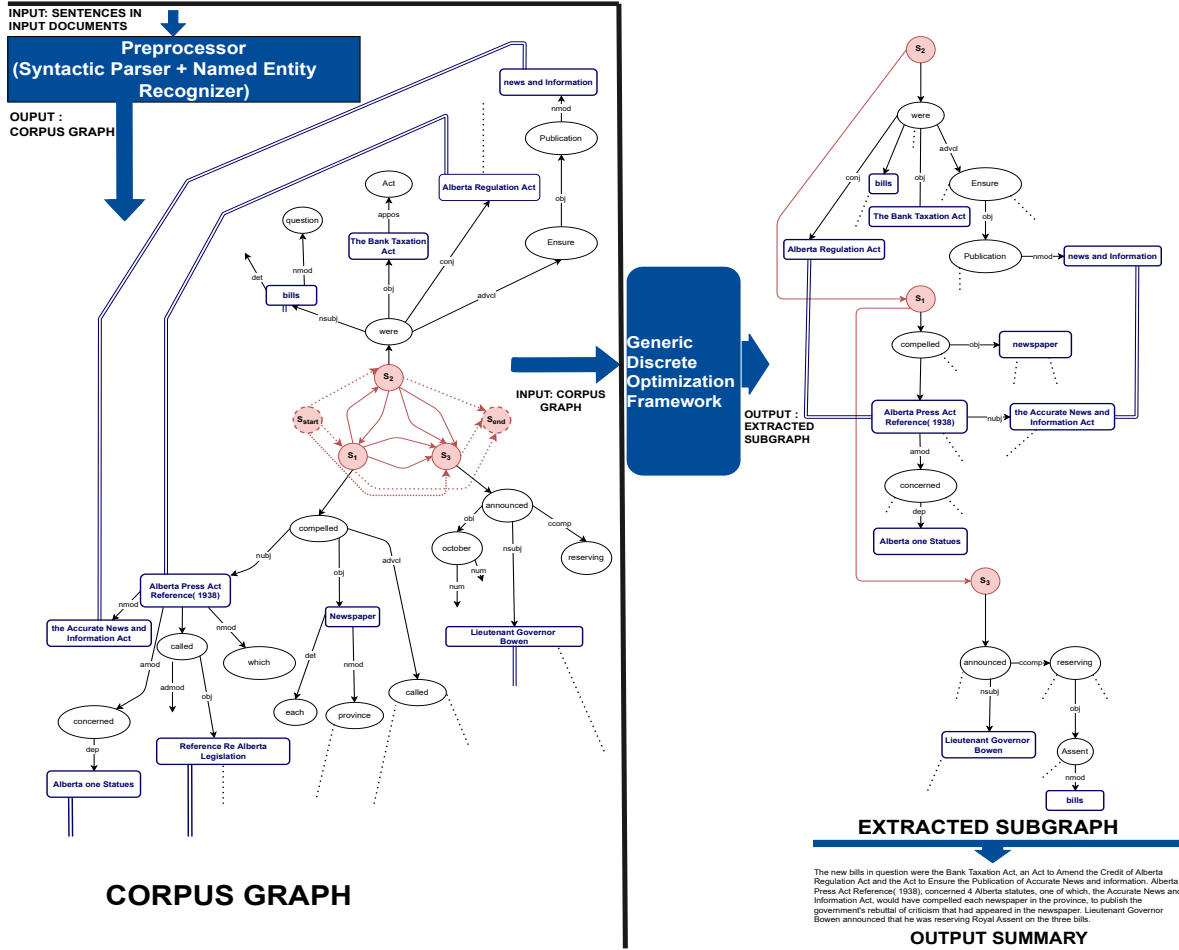 INPUT: SENTENCES IN
INPUT DOCUMENTS
Preprocessor
(Syntactic Parser + Named Entity
Recognizer)
OUPUT :
CORPUS GRAPH
news and Information
nmod
Publication
obj
Ensure
Alberta Regulation Act
Act
appos
question
The Bank Taxation
Act
nmod
det
bills
obj
conj
advcl
nsubj
were
S2
Sstart
Send
S1
S3
compelled
announced
obl
nsubj
ccomp
october
reserving
num
num
nubj
obj
advcl
Alberta Press Act
Reference( 1938)
nmod
the Accurate News and
Information Act
called
nmod
which
amod
admod
obj
concerned
dep
Alberta one Statues
Reference Re Alberta
Legislation
Newspaper
det
nmod
each
province
called
Lieutenant Governor
Bowen
CORPUS GRAPH
INPUT: CORPUS
GRAPH
Generic
Discrete
Optimization
Framework
OUTPUT :
EXTRACTED
SUBGRAPH
S2
were
advcl
conj
bills
obj
Ensure
The Bank Taxation Act
obj
Alberta Regulation Act
Publication
nmod
news and Information
S1
compelled
obj
newspaper
Alberta Press Act
Reference( 1938)
nubj
the Accurate News and
Information Act
amod
concerned
dep
Alberta one Statues
S3
announced
ccomp
reserving
nsubj
obj
Lieutenant Governor
Bowen
Assent
nmod
bills
EXTRACTED SUBGRAPH
The new bills in question were the Bank Taxation Act, an Act to Amend the Credit of Alberta
Regulation Act and the Act to Ensure the Publication of Accurate News and information. Alberta
Press Act Reference( 1938), concerned 4 Alberta statutes, one of which, the Accurate News and
Information Act, would have compelled each newspaper in the province, to publish the
government's rebuttal of criticism that had appeared in the newspaper. Lieutenant Governor
Bowen announced that he was reserving Royal Assent on the three bills.
OUTPUT SUMMARY